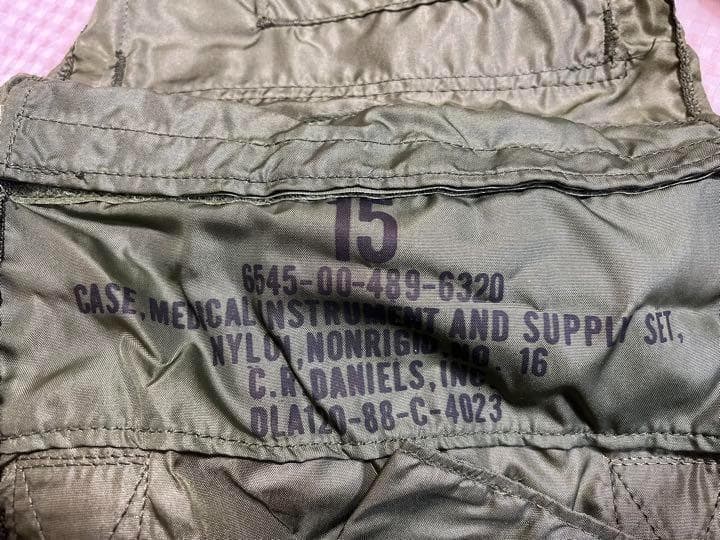 15
6545-00-489-6320
CASE, MEDICAL INSTRUMENT AND SUPPLY SET,
NYLON, NONRIGID, NO. 16
C.R. DANIELS, INC.
DLA120-88-C-4023